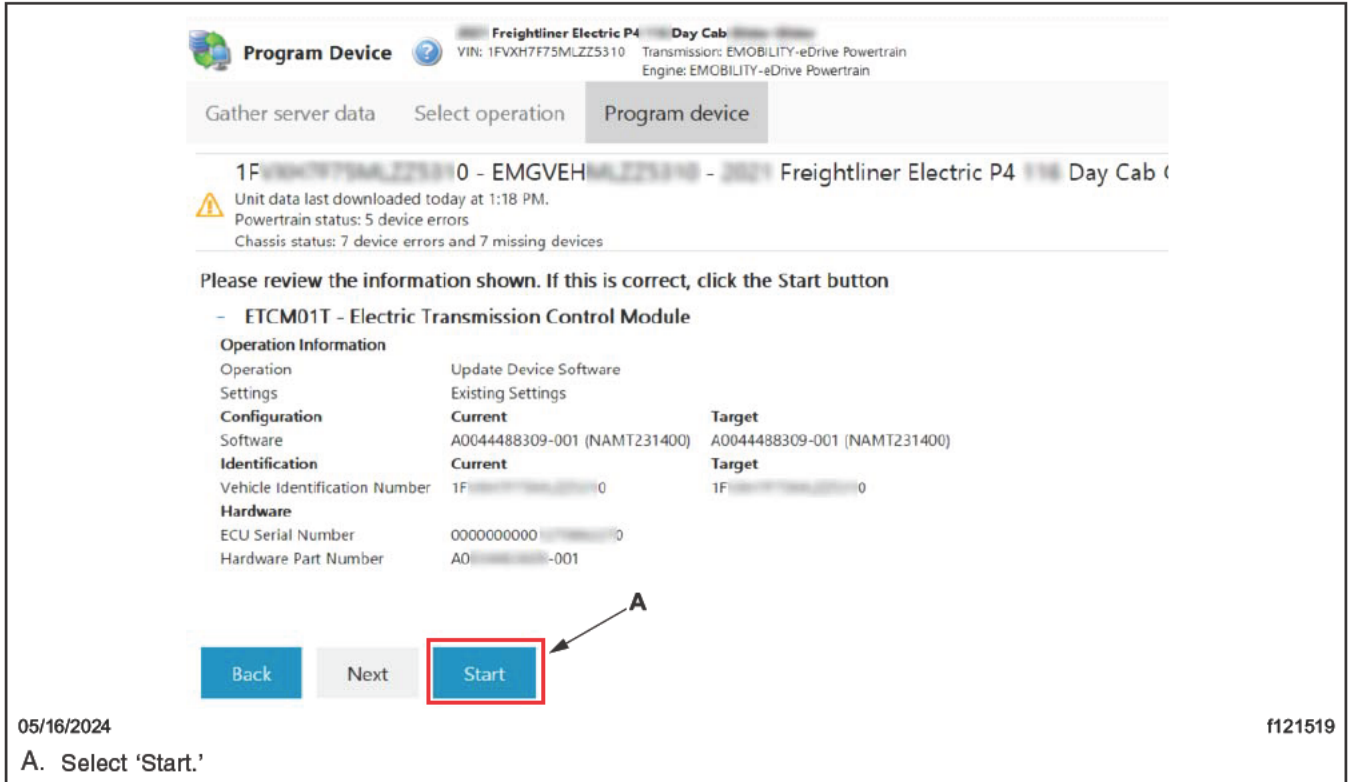 Program Device
Freightliner Electric P4 Day Cab
VIN: 1FVXH7F75MLZZ5310 Transmission: EMOBILITY-eDrive Powertrain
Engine: EMOBILITY-eDrive Powertrain
Gather server data Select operation Program device
1F 0 - EMGVEH - Freightliner Electric P4 Day Cab
Unit data last downloaded today at 1:18 PM.
Powertrain status: 5 device errors
Chassis status: 7 device errors and 7 missing devices
Please review the information shown. If this is correct, click the Start button
- ETCM01T - Electric Transmission Control Module
Operation Information
Operation Update Device Software
Settings Existing Settings
Configuration Current Target
Software A0044488309-001 (NAMT231400) A0044488309-001 (NAMT231400)
Identification Current Target
Vehicle Identification Number 1F 0 1F 0
Hardware
ECU Serial Number 0000000000 0
Hardware Part Number A0 -001
A
Back Next Start
05/16/2024 f121519
A. Select ‘Start.’